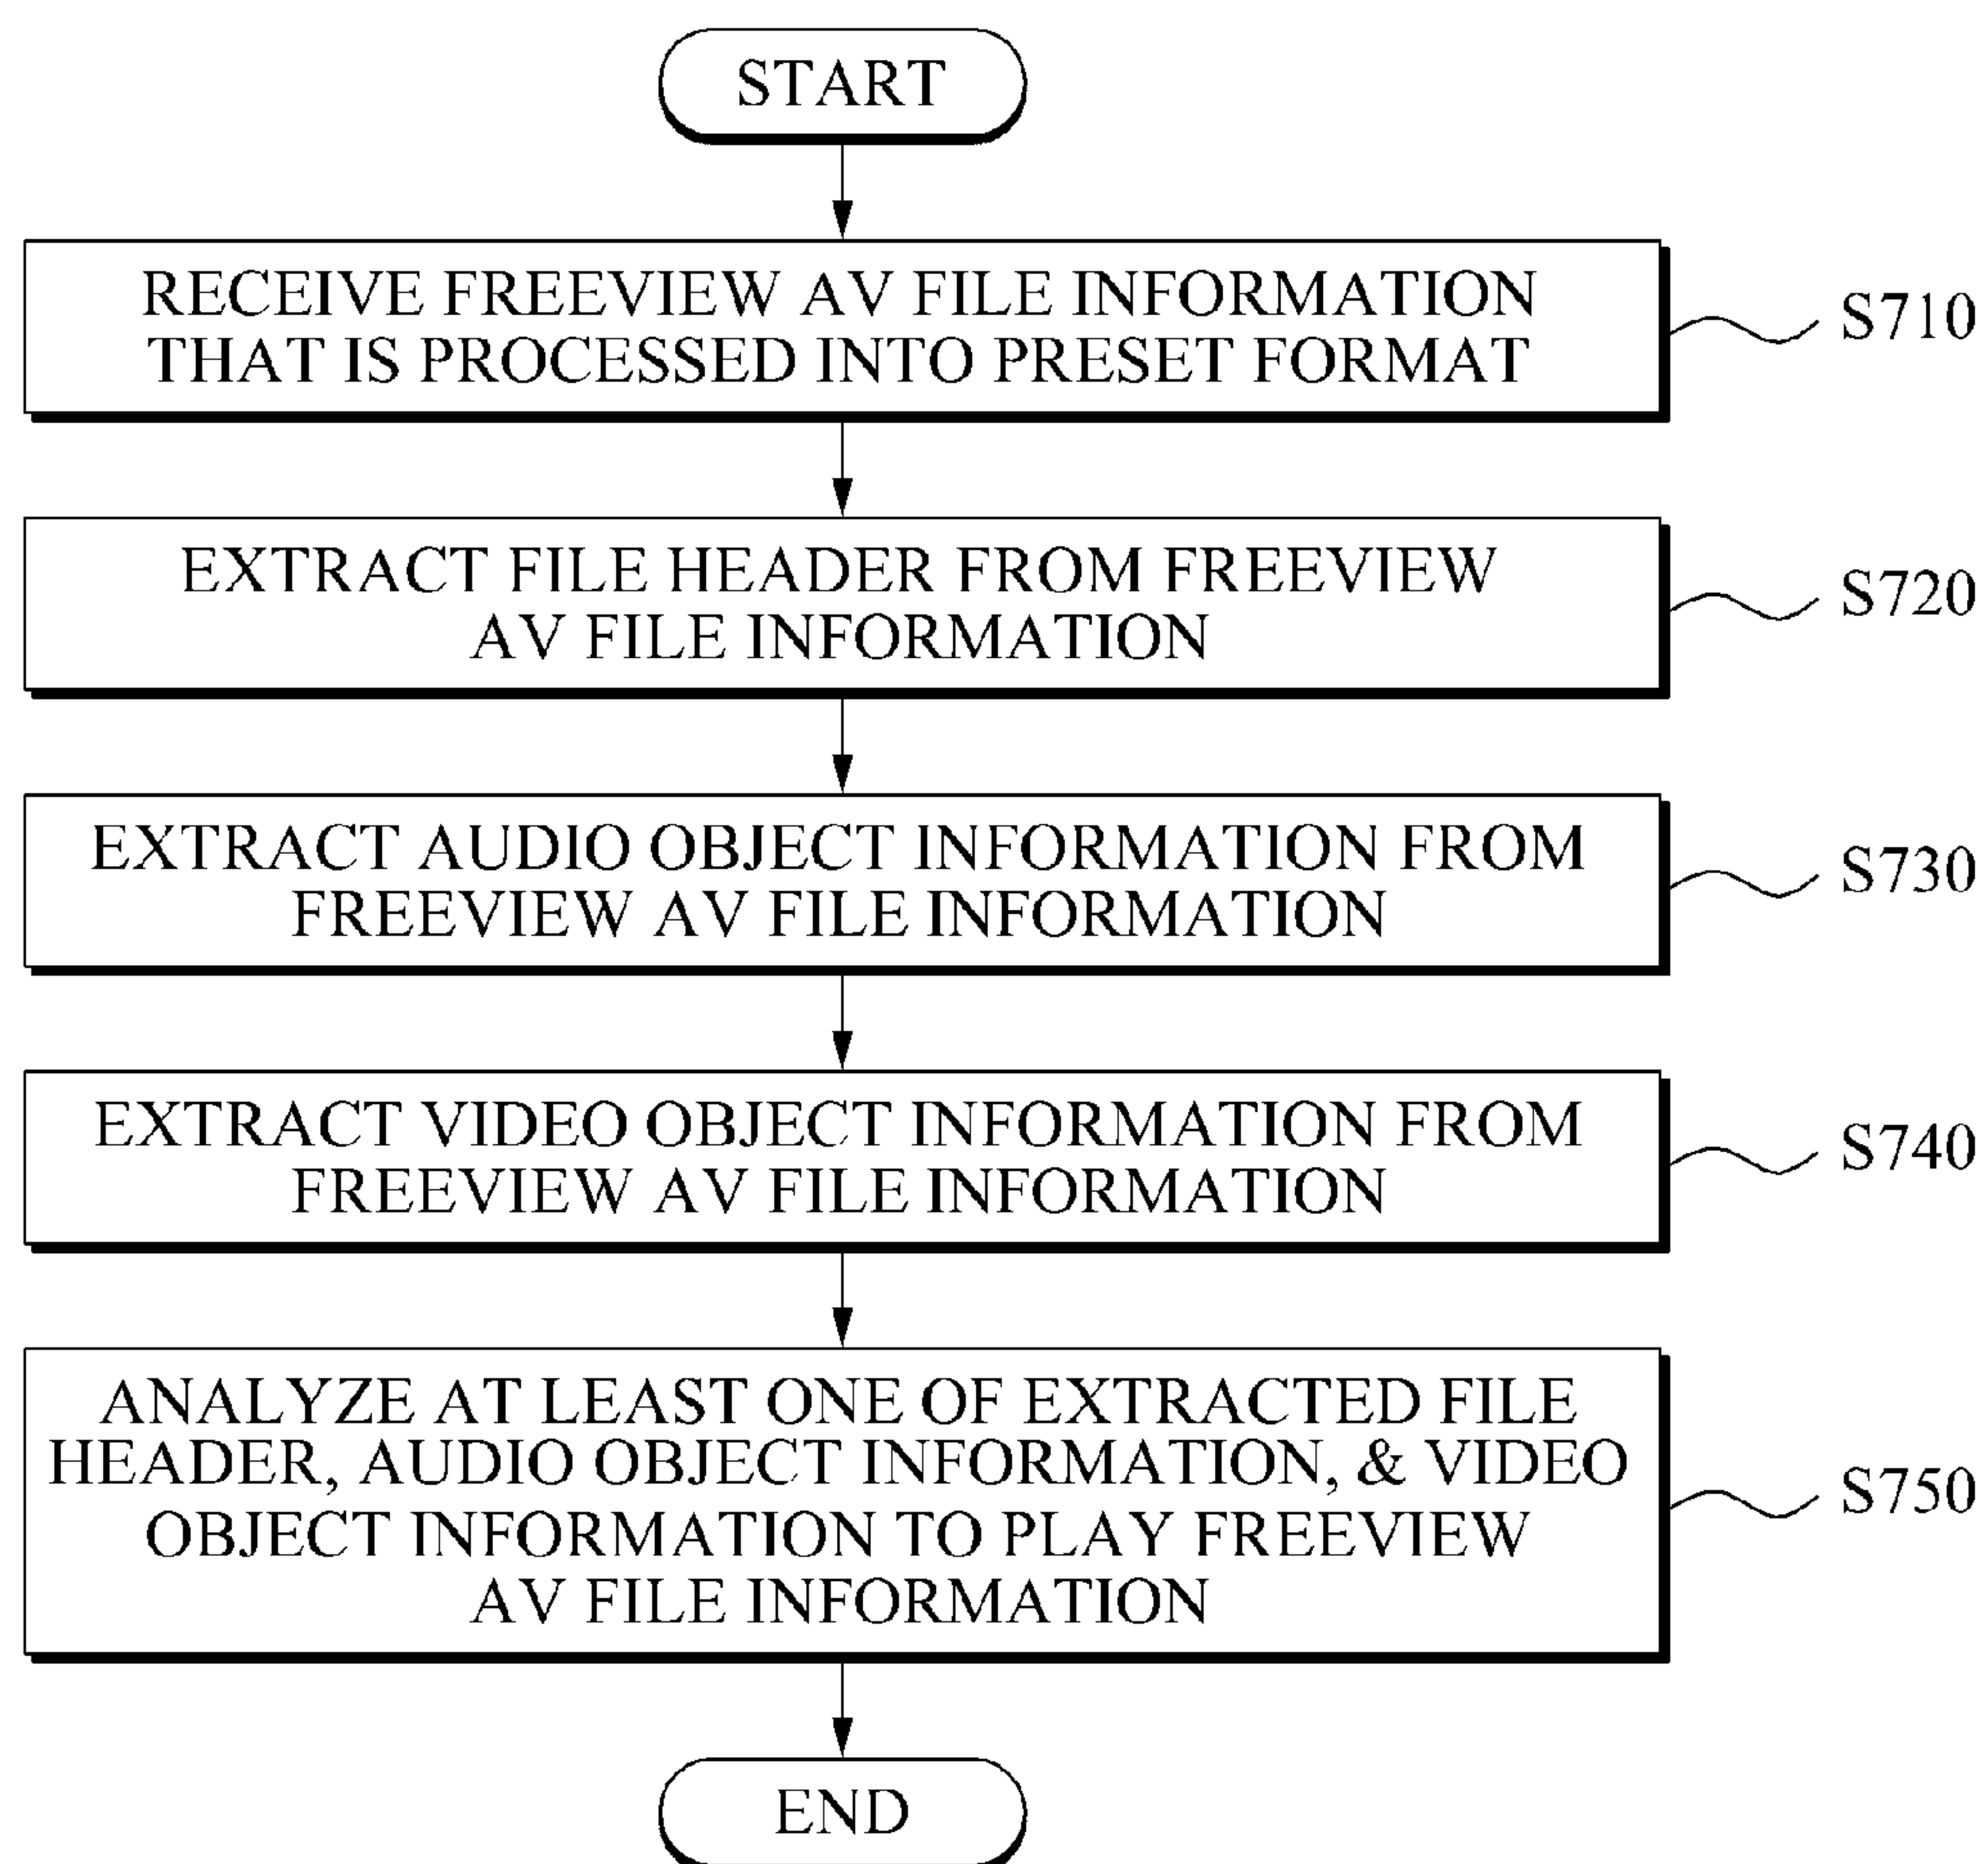 START
RECEIVE FREEVIEW AV FILE INFORMATION
THAT IS PROCESSED INTO PRESET FORMAT
S710
EXTRACT FILE HEADER FROM FREEVIEW
AV FILE INFORMATION
S720
EXTRACT AUDIO OBJECT INFORMATION FROM
FREEVIEW AV FILE INFORMATION
S730
EXTRACT VIDEO OBJECT INFORMATION FROM
FREEVIEW AV FILE INFORMATION
S740
ANALYZE AT LEAST ONE OF EXTRACTED FILE
HEADER, AUDIO OBJECT INFORMATION, & VIDEO
OBJECT INFORMATION TO PLAY FREEVIEW
AV FILE INFORMATION
S750
END